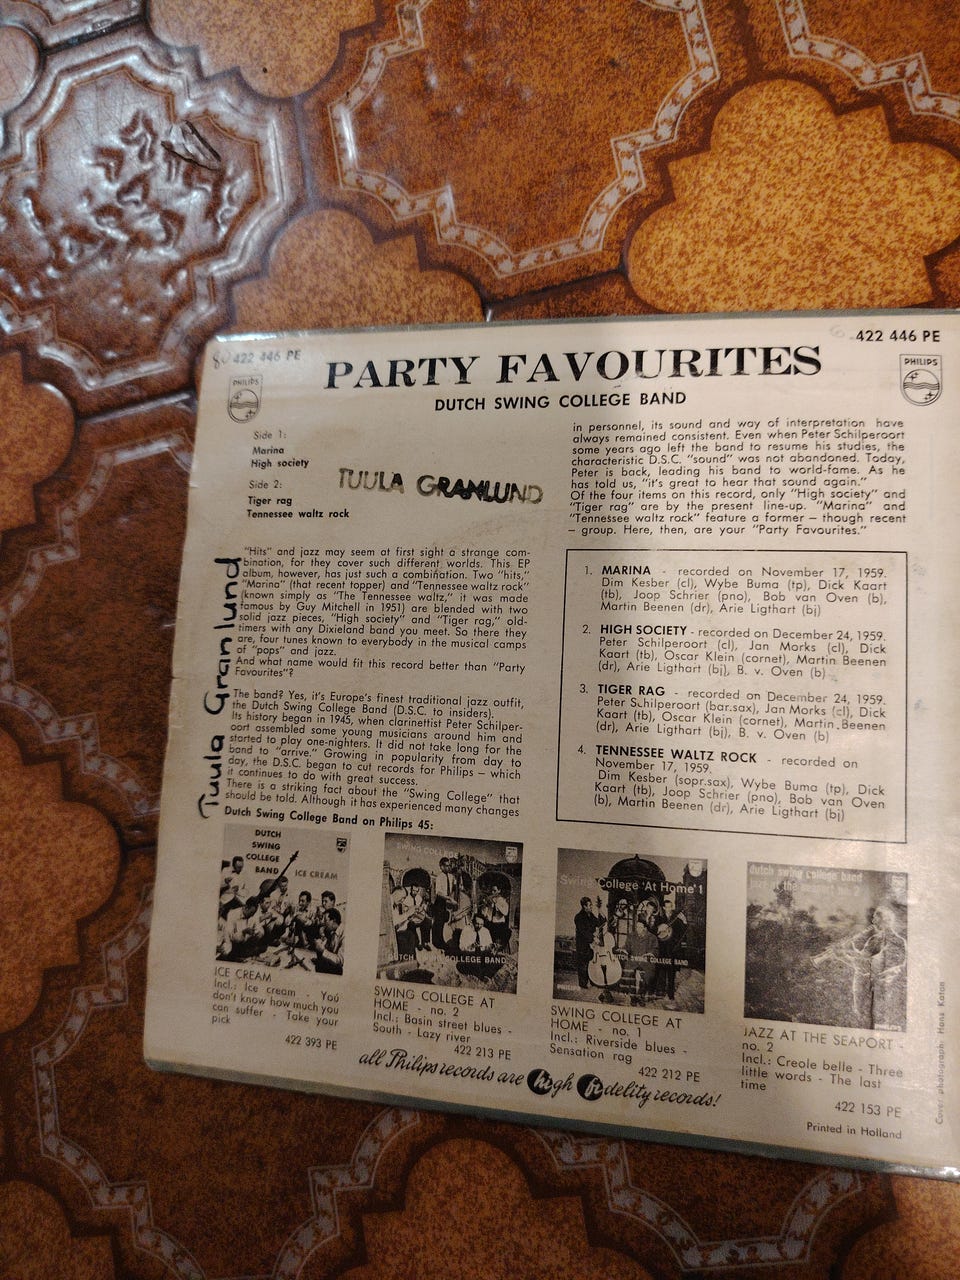 422 446 PE
422 446 PE
PHILIPS
PHILIPS
PARTY FAVOURITES
DUTCH SWING COLLEGE BAND
Side 1:
Marina
High society
Side 2:
Tiger rag
Tennessee waltz rock
TUULA GRANLUND
Tuula Granlund
"Hits" and jazz may seem at first sight a strange com-
bination, for they cover such different worlds. This EP
album, however, has just such a combination. Two "hits,"
"Marina" (that recent topper) and "Tennessee waltz rock"
(known simply as "The Tennessee waltz," it was made
famous by Guy Mitchell in 1951) are blended with two
solid jazz pieces, "High society" and "Tiger rag," old-
timers with any Dixieland band you meet. So there they
are, four tunes known to everybody in the musical camps
of "pops" and jazz.
And what name would fit this record better than "Party
Favourites"?
The band? Yes, it's Europe's finest traditional jazz outfit,
the Dutch Swing College Band (D.S.C. to insiders).
Its history began in 1945, when clarinettist Peter Schilper-
oort assembled some young musicians around him and
started to play one-nighters. It did not take long for the
band to "arrive." Growing in popularity from day to
day, the D.S.C. began to cut records for Philips – which
it continues to do with great success.
There is a striking fact about the "Swing College" that
should be told. Although it has experienced many changes
in personnel, its sound and way of interpretation have
always remained consistent. Even when Peter Schilperoort
some years ago left the band to resume his studies, the
characteristic D.S.C. "sound" was not abandoned. Today,
Peter is back, leading his band to world-fame. As he
has told us, "it's great to hear that sound again."
Of the four items on this record, only "High society" and
"Tiger rag" are by the present line-up. "Marina" and
"Tennessee waltz rock" feature a former – though recent
– group. Here, then, are your "Party Favourites."
1. MARINA - recorded on November 17, 1959.
Dim Kesber (cl), Wybe Buma (tp), Dick Kaart
(tb), Joop Schrier (pno), Bob van Oven (b),
Martin Beenen (dr), Arie Ligthart (bj)
2. HIGH SOCIETY - recorded on December 24, 1959.
Peter Schilperoort (cl), Jan Morks (cl), Dick
Kaart (tb), Oscar Klein (cornet), Martin Beenen
(dr), Arie Ligthart (bj), B. v. Oven (b)
3. TIGER RAG - recorded on December 24, 1959.
Peter Schilperoort (bar.sax), Jan Morks (cl), Dick
Kaart (tb), Oscar Klein (cornet), Martin Beenen
(dr), Arie Ligthart (bj), B. v. Oven (b)
4. TENNESSEE WALTZ ROCK - recorded on
November 17, 1959.
Dim Kesber (sopr.sax), Wybe Buma (tp), Dick
Kaart (tb), Joop Schrier (pno), Bob van Oven
(b), Martin Beenen (dr), Arie Ligthart (bj)
Dutch Swing College Band on Philips 45:
DUTCH
SWING
COLLEGE
BAND
ICE CREAM
ICE CREAM
Incl.: Ice cream - You
don't know how much you
can suffer - Take your
pick
422 393 PE
SWING COLLEGE
DUTCH SWING COLLEGE BAND
SWING COLLEGE AT
HOME - no. 2
Incl.: Basin street blues -
South - Lazy river
422 213 PE
Swing College 'At Home' 1
DUTCH SWING COLLEGE BAND
PHILIPS
SWING COLLEGE AT
HOME - no. 1
Incl.: Riverside blues -
Sensation rag
422 212 PE
dutch swing college band
jazz at the seaport no. 2
JAZZ AT THE SEAPORT -
no. 2
Incl.: Creole belle - Three
little words - The last
time
422 153 PE
all Philips records are high fidelity records!
Printed in Holland
Cover photograph: Hans Katan